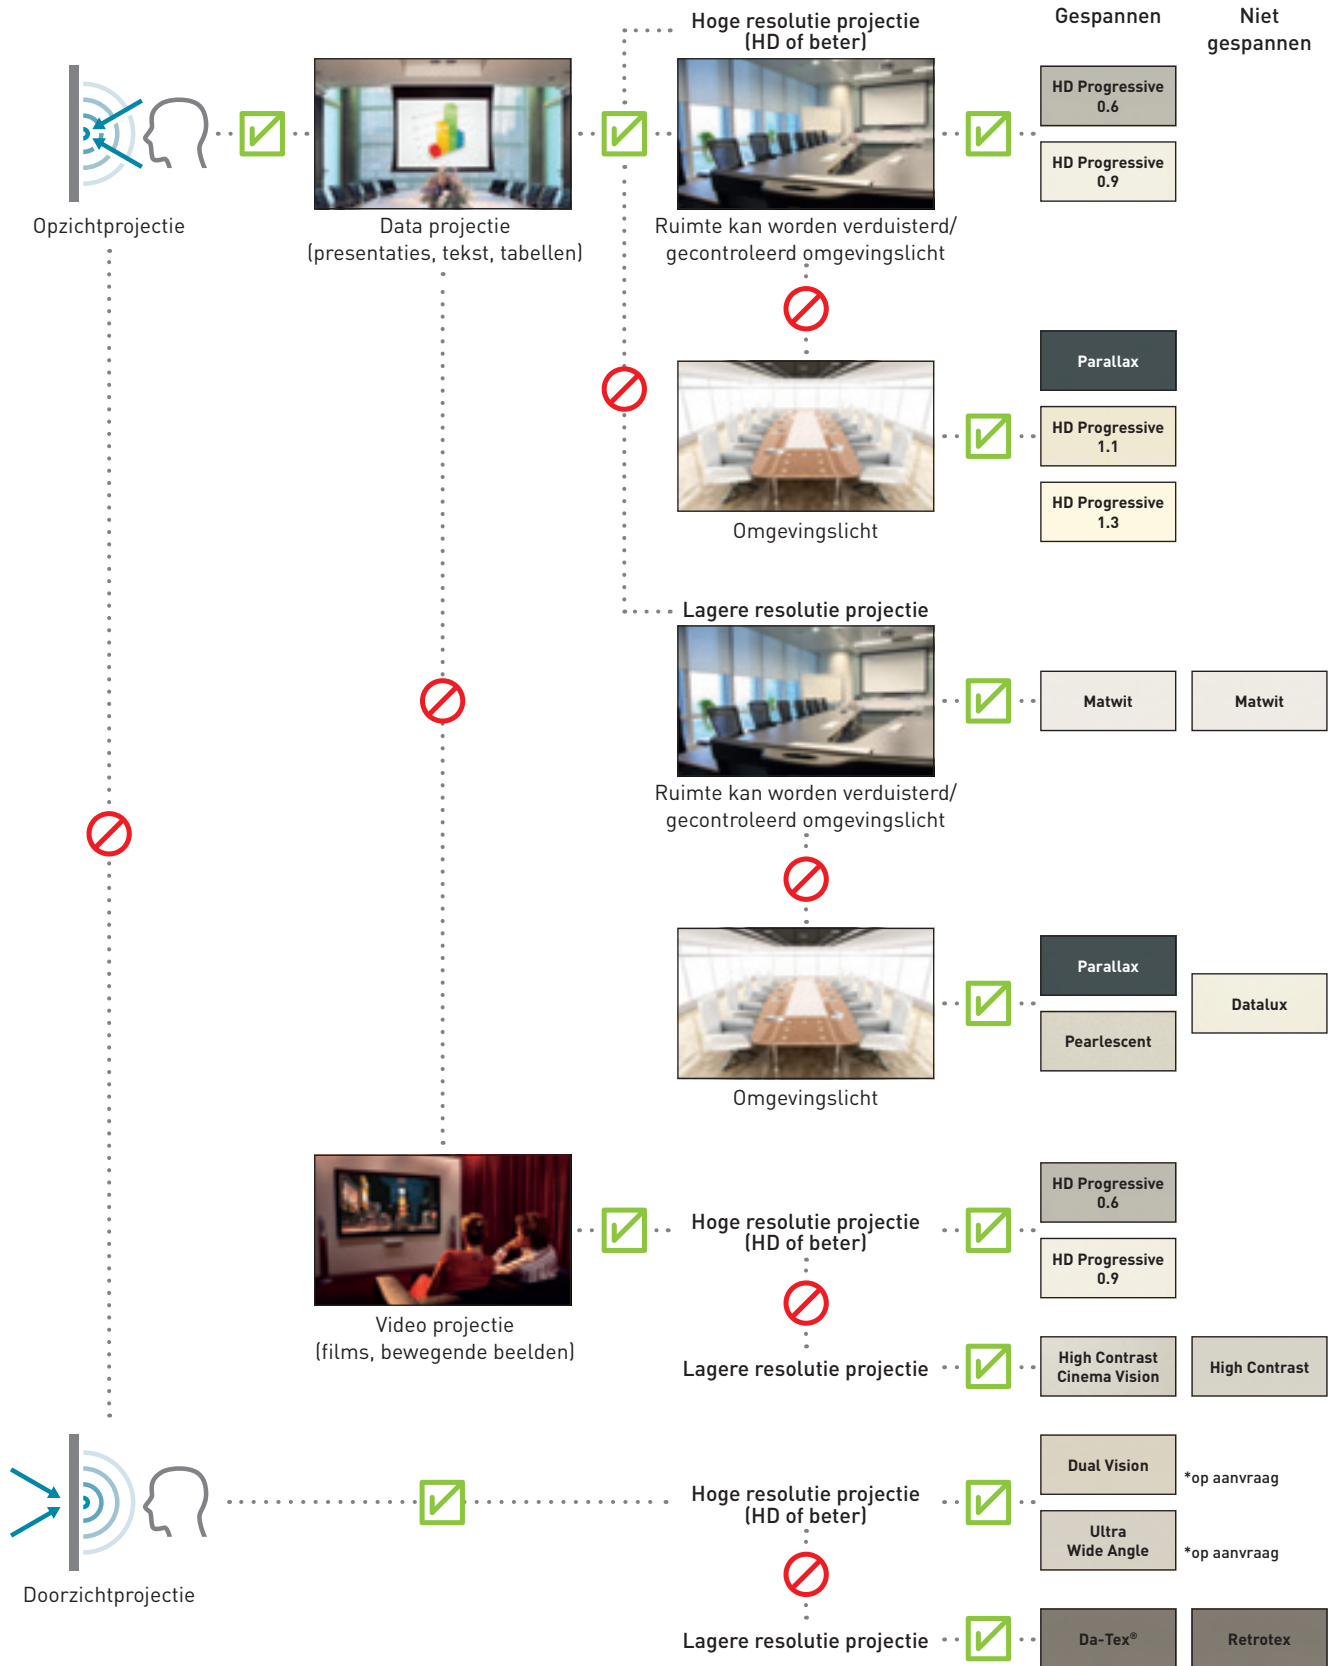 Gespannen
Niet
gespannen
Hoge resolutie projectie
(HD of beter)
HD Progressive
0.6
HD Progressive
0.9
Opzichtprojectie
Data projectie
(presentaties, tekst, tabellen)
Ruimte kan worden verduisterd/
gecontroleerd omgevingslicht
Parallax
HD Progressive
1.1
HD Progressive
1.3
Omgevingslicht
Lagere resolutie projectie
Matwit
Matwit
Ruimte kan worden verduisterd/
gecontroleerd omgevingslicht
Parallax
Pearlescent
Datalux
Omgevingslicht
HD Progressive
0.6
HD Progressive
0.9
Hoge resolutie projectie
(HD of beter)
Video projectie
(films, bewegende beelden)
Lagere resolutie projectie
High Contrast
Cinema Vision
High Contrast
Dual Vision
*op aanvraag
Hoge resolutie projectie
(HD of beter)
Ultra
Wide Angle
*op aanvraag
Doorzichtprojectie
Lagere resolutie projectie
Da-Tex®
Retrotex